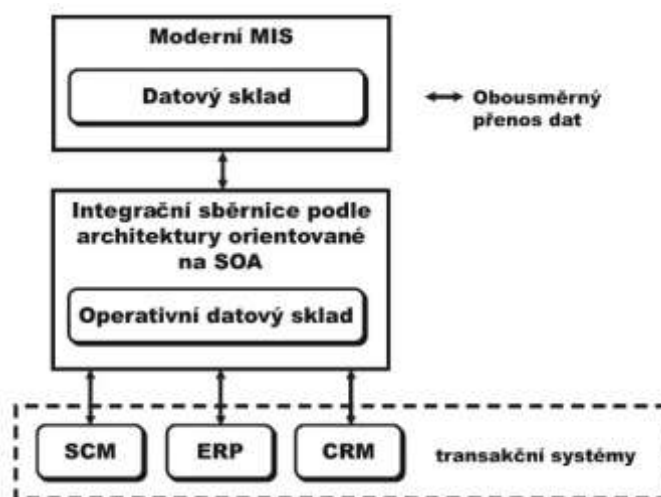 Moderní MIS
Datový sklad
Obousměrný
přenos dat
Integrační sběrnice podle
architektury orientované
na SOA
Operativní datový sklad
SCM
ERP
CRM
transakční systémy